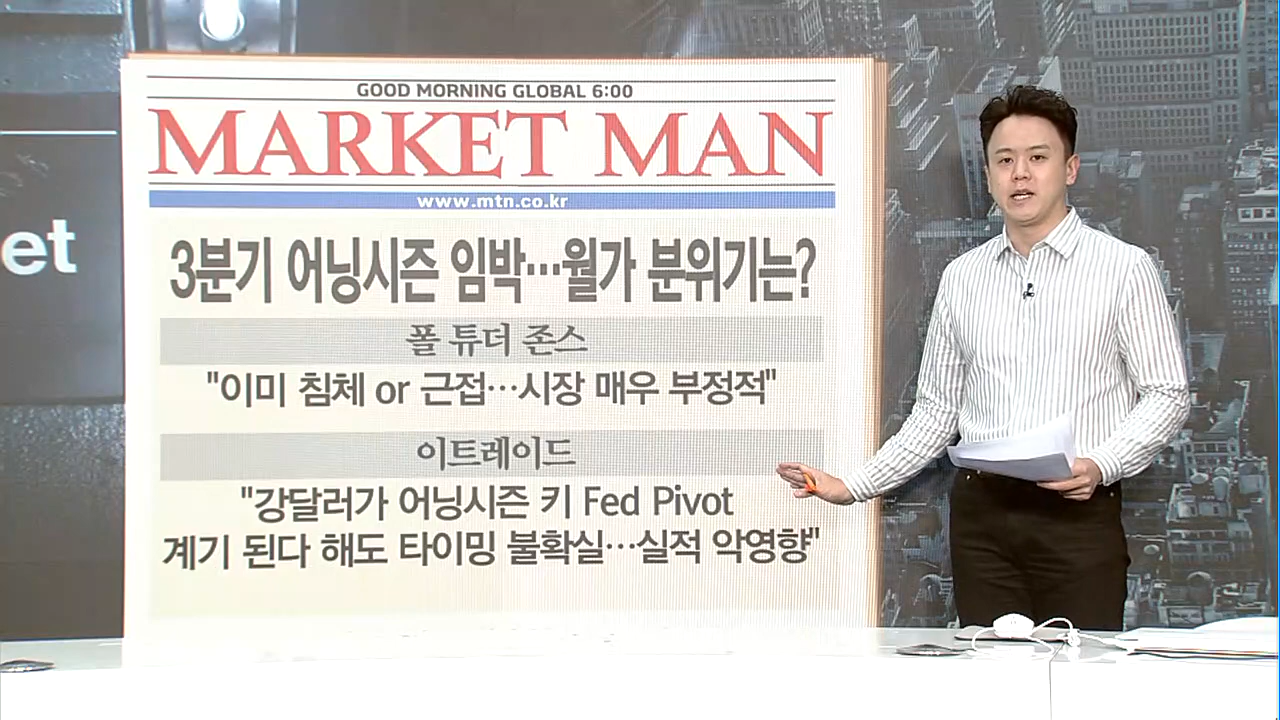 GOOD MORNING GLOBAL 6:00
MARKET MAN
www.mtn.co.kr
et
3분기 어닝시즌 임박…월가 분위기는?
폴 튜더 존스
"이미 침체 or 근접…시장 매우 부정적"
이트레이드
"강달러가 어닝시즌 키 Fed Pivot
계기 된다 해도 타이밍 불확실…실적 악영향"